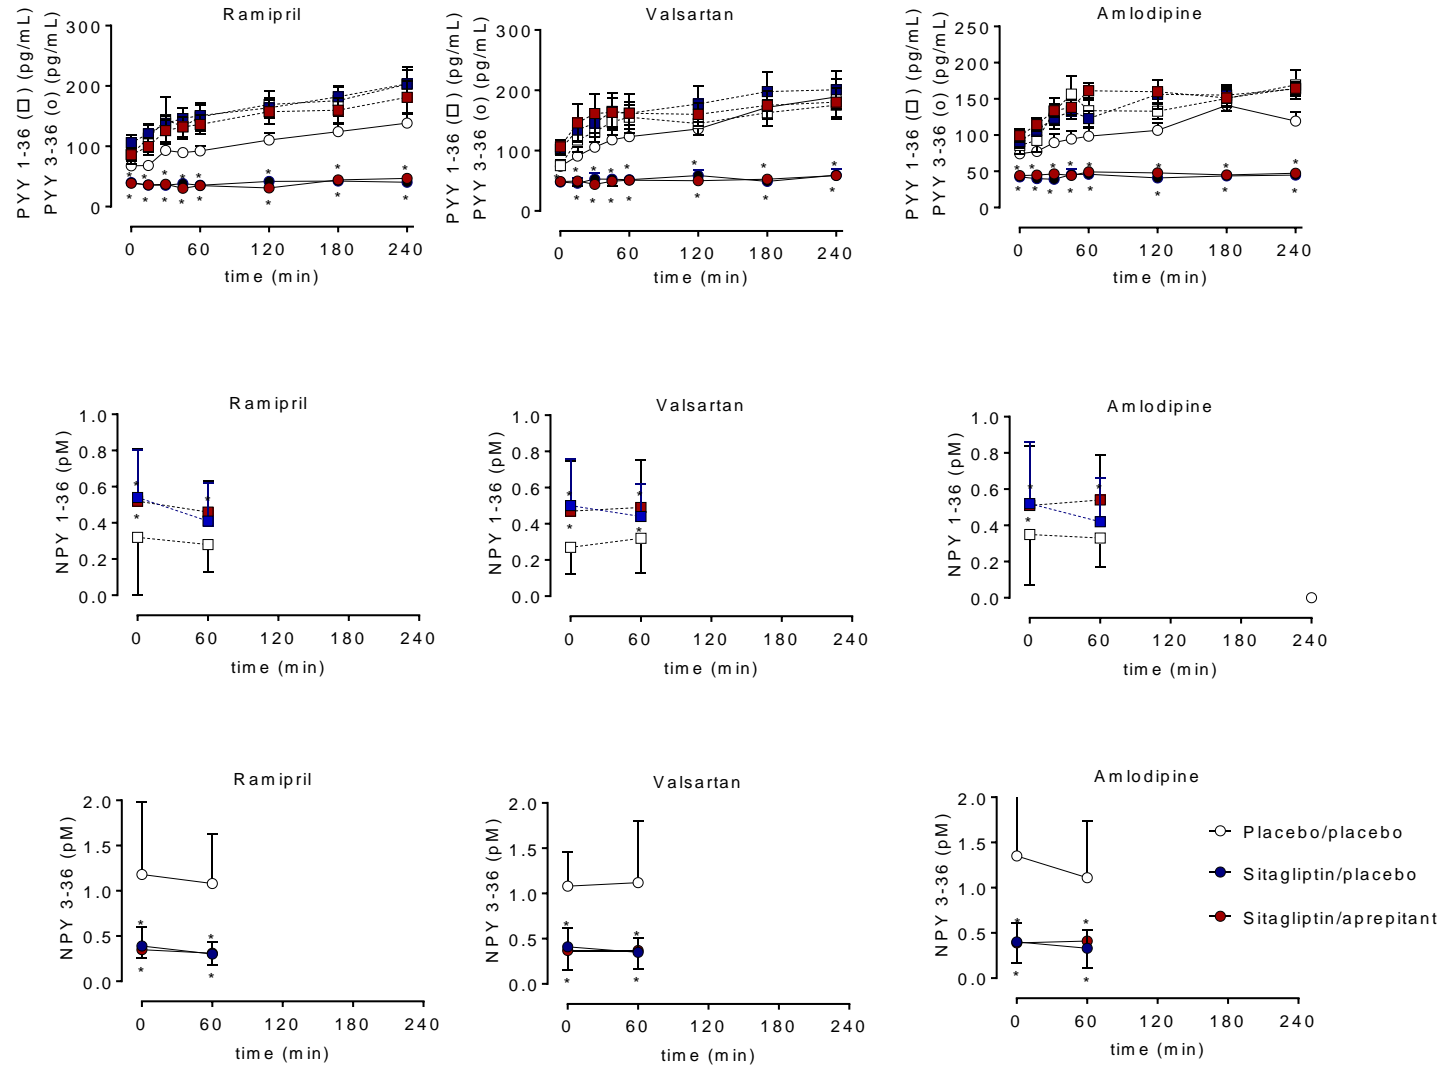 Ramipril
PYY 1-36 (□) (pg/mL)
PYY 3-36 (o) (pg/mL)
300
200
100
0
0 60 120 180 240
time (min)
Valsartan
PYY 1-36 (□) (pg/mL)
PYY 3-36 (o) (pg/mL)
300
200
100
0
0 60 120 180 240
time (min)
Amlodipine
PYY 1-36 (□) (pg/mL)
PYY 3-36 (o) (pg/mL)
250
200
150
100
50
0
0 60 120 180 240
time (min)
Ramipril
NPY 1-36 (pM)
1.0
0.8
0.6
0.4
0.2
0.0
0 60 120 180 240
time (min)
Valsartan
NPY 1-36 (pM)
1.0
0.8
0.6
0.4
0.2
0.0
0 60 120 180 240
time (min)
Amlodipine
NPY 1-36 (pM)
1.0
0.8
0.6
0.4
0.2
0.0
0 60 120 180 240
time (min)
Ramipril
NPY 3-36 (pM)
2.0
1.5
1.0
0.5
0.0
0 60 120 180 240
time (min)
Valsartan
NPY 3-36 (pM)
2.0
1.5
1.0
0.5
0.0
0 60 120 180 240
time (min)
Amlodipine
NPY 3-36 (pM)
2.0
1.5
1.0
0.5
0.0
0 60 120 180 240
time (min)
Placebo/placebo
Sitagliptin/placebo
Sitagliptin/aprepitant